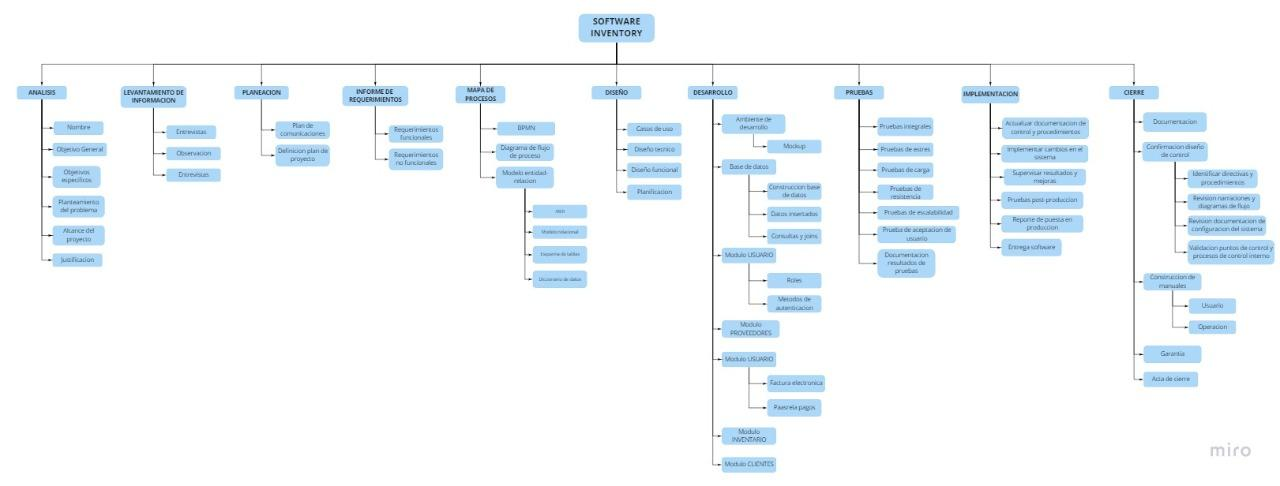 SOFTWARE
INVENTORY
ANALISIS
Nombre
Objetivo General
Objetivos
especificos
Planteamiento
del problema
Alcance del
proyecto
Justificacion
LEVANTAMIENTO DE
INFORMACION
Entrevistas
Observacion
Entrevistas
PLANEACION
Plan de
comunicaciones
Definicion plan de
proyecto
INFORME DE
REQUERIMIENTOS
Requerimientos
funcionales
Requerimientos
no funcionales
MAPA DE
PROCESOS
BPMN
Diagrama de flujo
de proceso
Modelo entidad-
relacion
Modelo relacional
Esquema de tablas
Diccionario de datos
DISEÑO
Casos de uso
Diseño tecnico
Diseño funcional
Planificacion
DESARROLLO
Ambiente de
desarrollo
Mockup
Base de datos
Construccion base
de datos
Datos insertados
Consultas y joins
Modulo USUARIO
Roles
Metodos de
autenticacion
Modulo
PROVEEDORES
Modulo USUARIO
Factura electronica
Paasrela pagos
Modulo
INVENTARIO
Modulo CLIENTES
PRUEBAS
Pruebas integrales
Pruebas de estres
Pruebas de carga
Pruebas de
resistencia
Pruebas de escalabilidad
Prueba de aceptacion de
usuario
Documentacion
resultados de
pruebas
IMPLEMENTACION
Actualizar documentacion de
control y procedimientos
Implementar cambios en el
sistema
Supervisar resultados y
mejoras
Pruebas post-produccion
Reporte de puesta en
produccion
Entrega software
CIERRE
Documentacion
Confirmacion diseño
de control
Identificar directivas y
procedimientos
Revision narraciones y
diagramas de flujo
Revision documentacion de
configuracion del sistema
Validacion puntos de control y
procesos de control interno
Construccion de
manuales
Usuario
Operacion
Garantia
Acta de cierre
miro